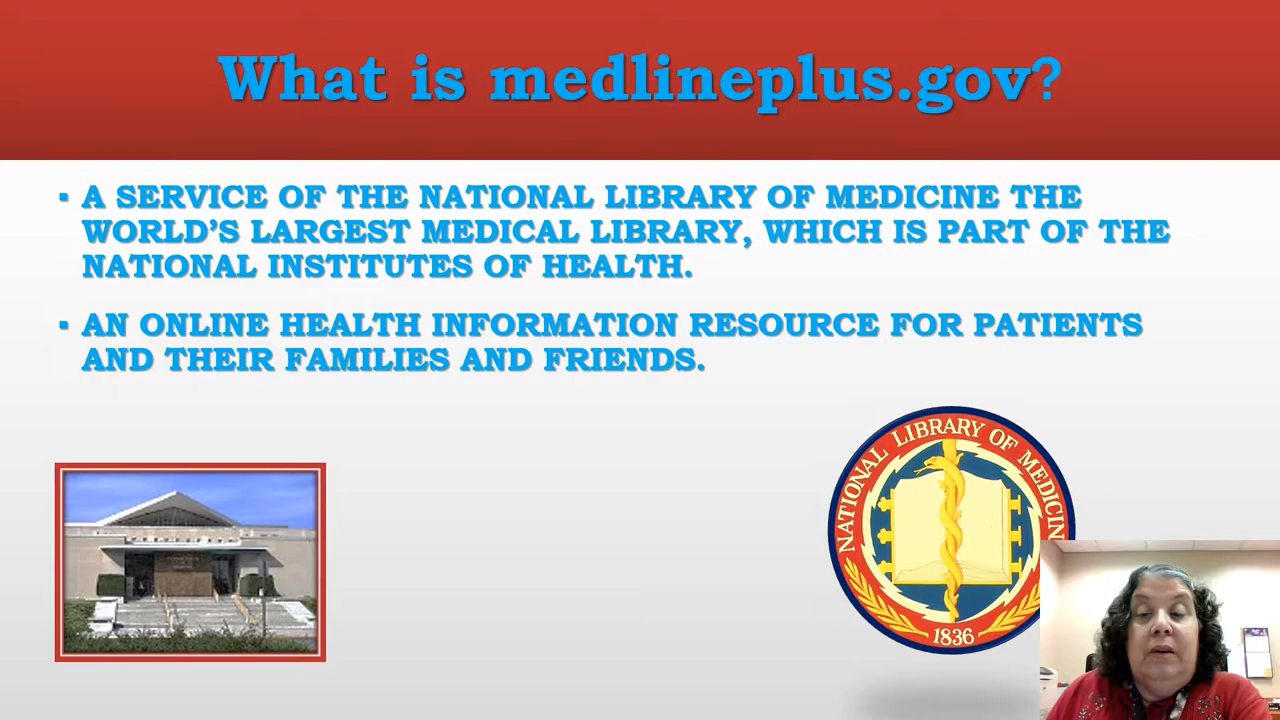 What is medlineplus.gov?
▪ A SERVICE OF THE NATIONAL LIBRARY OF MEDICINE THE
WORLD’S LARGEST MEDICAL LIBRARY, WHICH IS PART OF THE
NATIONAL INSTITUTES OF HEALTH.
▪ AN ONLINE HEALTH INFORMATION RESOURCE FOR PATIENTS
AND THEIR FAMILIES AND FRIENDS.
NATIONAL LIBRARY OF MEDICIN
1836